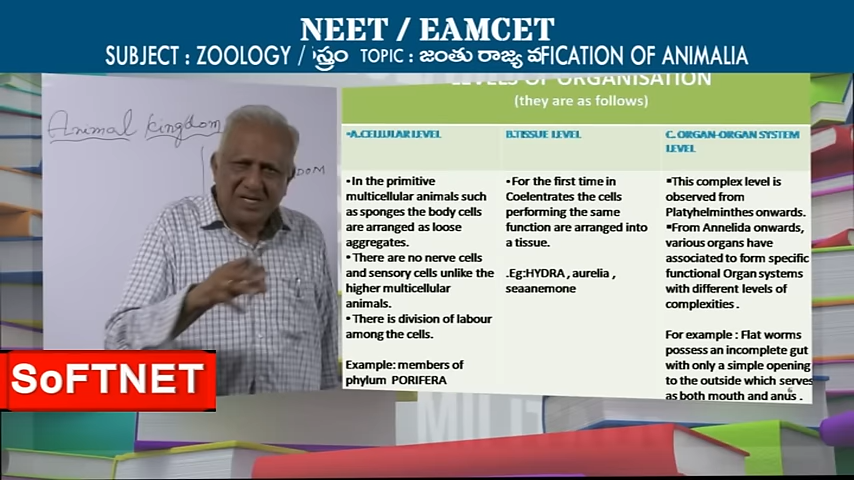 NEET / EAMCET
SUBJECT : ZOOLOGY / స్త్రం TOPIC : జంతు రాజ్య వFICATION OF ANIMALIA
LEVELS OF ORGANISATION
(they are as follows)
Animal kingdom
DOM
▪A.CELLULAR LEVEL
•In the primitive
multicellular animals such
as sponges the body cells
are arranged as loose
aggregates.
•There are no nerve cells
and sensory cells unlike the
higher multicellular
animals.
•There is division of labour
among the cells.
Example: members of
phylum PORIFERA
B.TISSUE LEVEL
•For the first time in
Coelentrates the cells
performing the same
function are arranged into
a tissue.
.Eg:HYDRA , aurelia ,
seaanemone
C. ORGAN-ORGAN SYSTEM
LEVEL
▪This complex level is
observed from
Platyhelminthes onwards.
▪From Annelida onwards,
various organs have
associated to form specific
functional Organ systems
with different levels of
complexities .
For example : Flat worms
possess an incomplete gut
with only a simple opening
to the outside which serves
as both mouth and anus .
6
SoFTNET